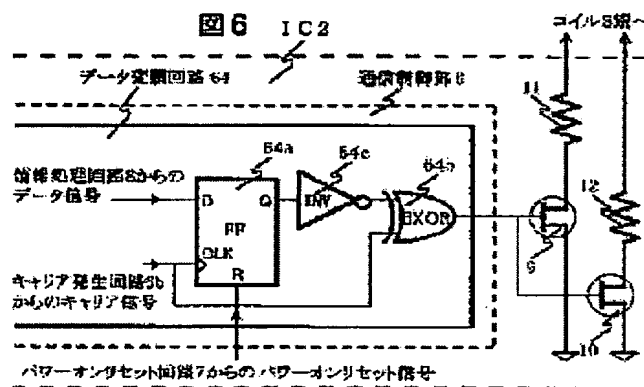 図6 IC2
コイルS線へ
データ変調回路 64
通信制御部 6
11
情報処理回路8からの
データ信号
64a
64c
64b
12
D
Q
INV
EXOR
FF
CLK
9
キャリア発生回路6b
からのキャリア信号
R
10
パワーオンリセット回路7からのパワーオンリセット信号